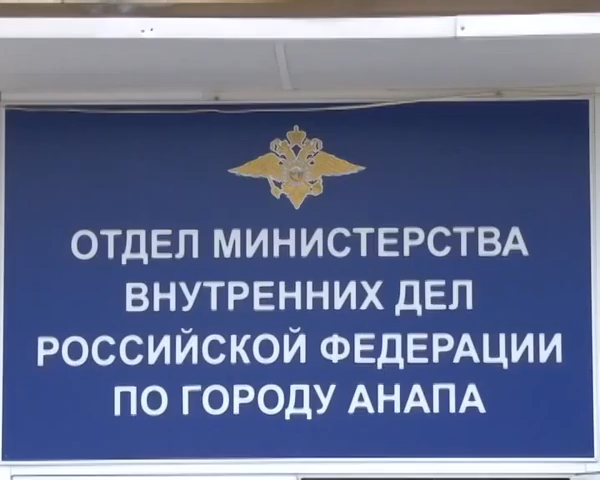 ОТДЕЛ МИНИСТЕРСТВА
ВНУТРЕННИХ ДЕЛ
РОССИЙСКОЙ ФЕДЕРАЦИИ
ПО ГОРОДУ АНАПА